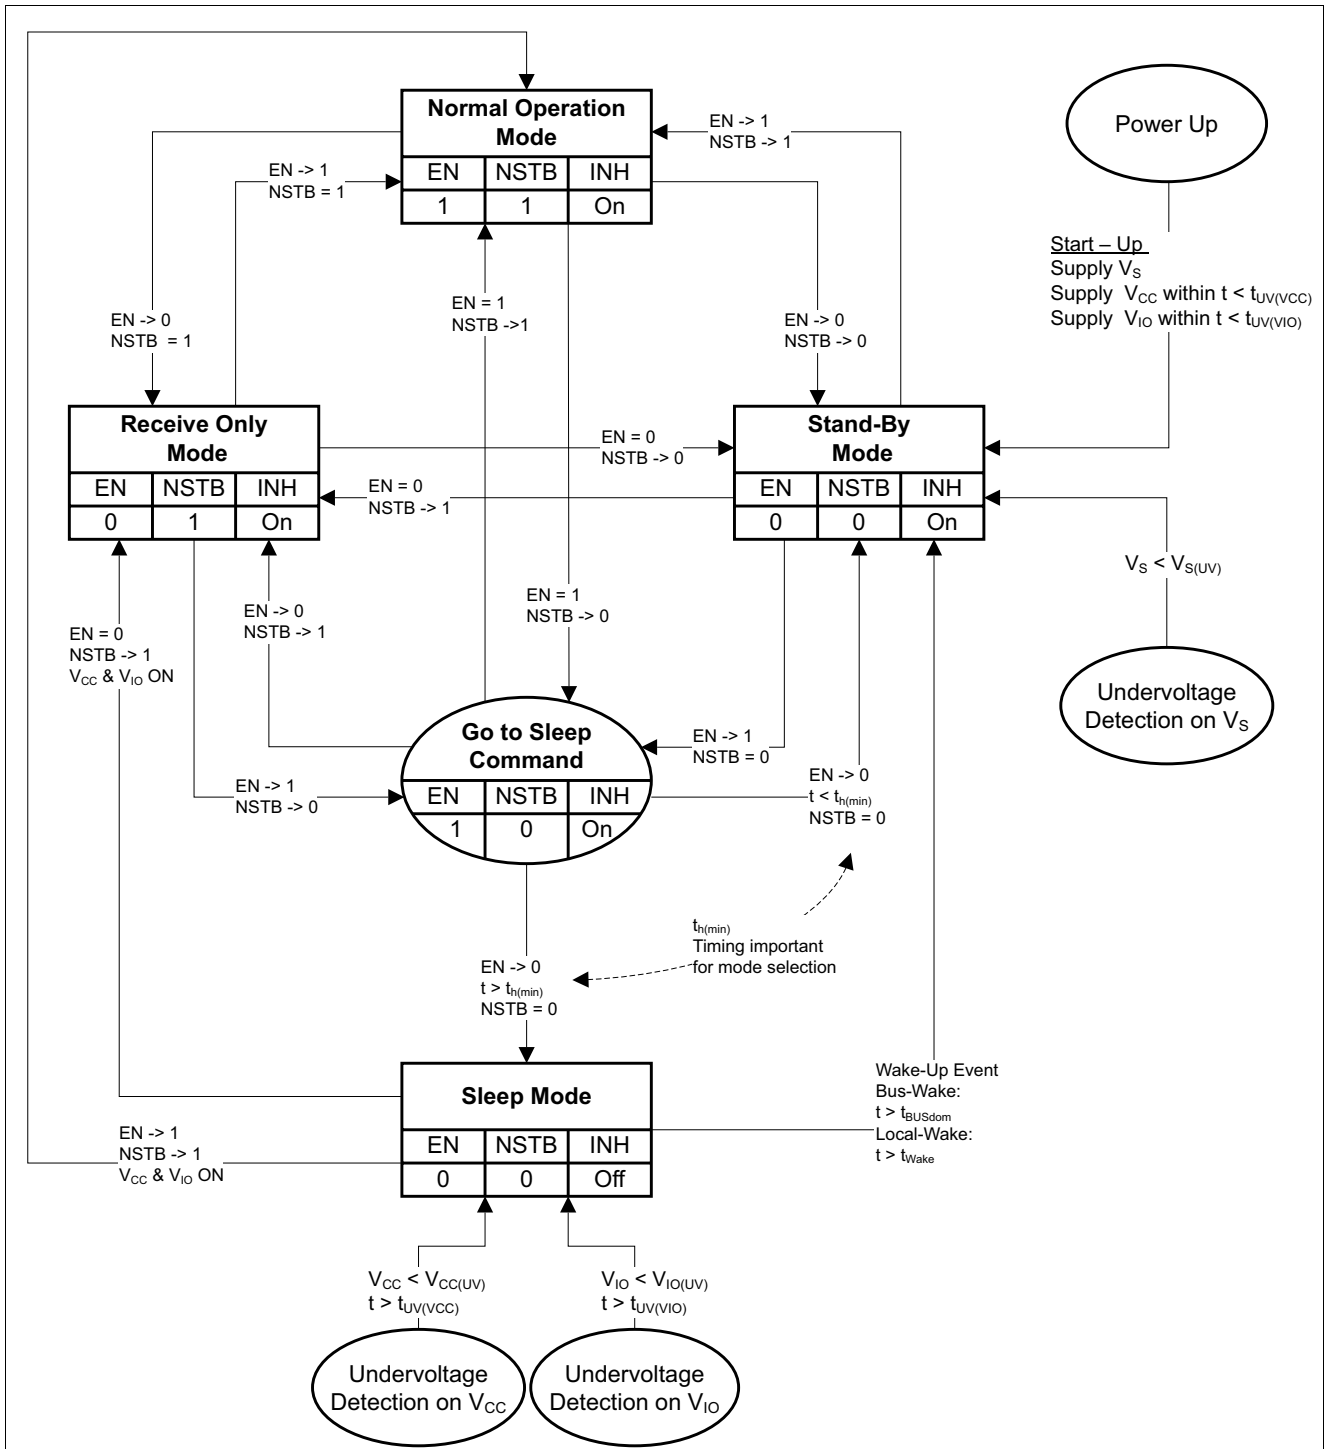 Normal Operation
Mode
EN NSTB INH
1 1 On
EN -> 1
NSTB -> 1
Power Up
EN -> 1
NSTB = 1
Start – Up
Supply VS
Supply VCC within t < tUV(VCC)
Supply VIO within t < tUV(VIO)
EN -> 0
NSTB = 1
EN = 1
NSTB ->1
EN -> 0
NSTB -> 0
Receive Only
Mode
EN NSTB INH
0 1 On
EN = 0
NSTB -> 0
EN = 0
NSTB -> 1
Stand-By
Mode
EN NSTB INH
0 0 On
VS < VS(UV)
Undervoltage
Detection on VS
EN = 1
NSTB -> 0
EN -> 0
NSTB -> 1
EN = 0
NSTB -> 1
VCC & VIO ON
Go to Sleep
Command
EN NSTB INH
1 0 On
EN -> 1
NSTB = 0
EN -> 1
NSTB -> 0
EN -> 0
t < th(min)
NSTB = 0
th(min)
Timing important
for mode selection
EN -> 0
t > th(min)
NSTB = 0
Sleep Mode
EN NSTB INH
0 0 Off
Wake-Up Event
Bus-Wake:
t > tBUSdom
Local-Wake:
t > tWake
EN -> 1
NSTB -> 1
VCC & VIO ON
VCC < VCC(UV)
t > tUV(VCC)
VIO < VIO(UV)
t > tUV(VIO)
Undervoltage
Detection on VCC
Undervoltage
Detection on VIO